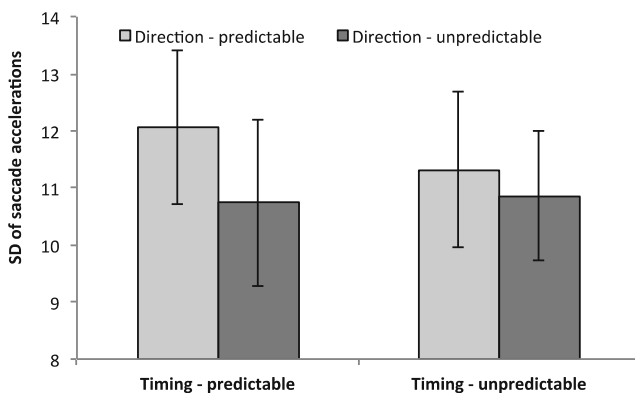 14
Direction - predictable Direction - unpredictable
13
12
11
10
9
8
SD of saccade accelerations
Timing - predictable Timing - unpredictable